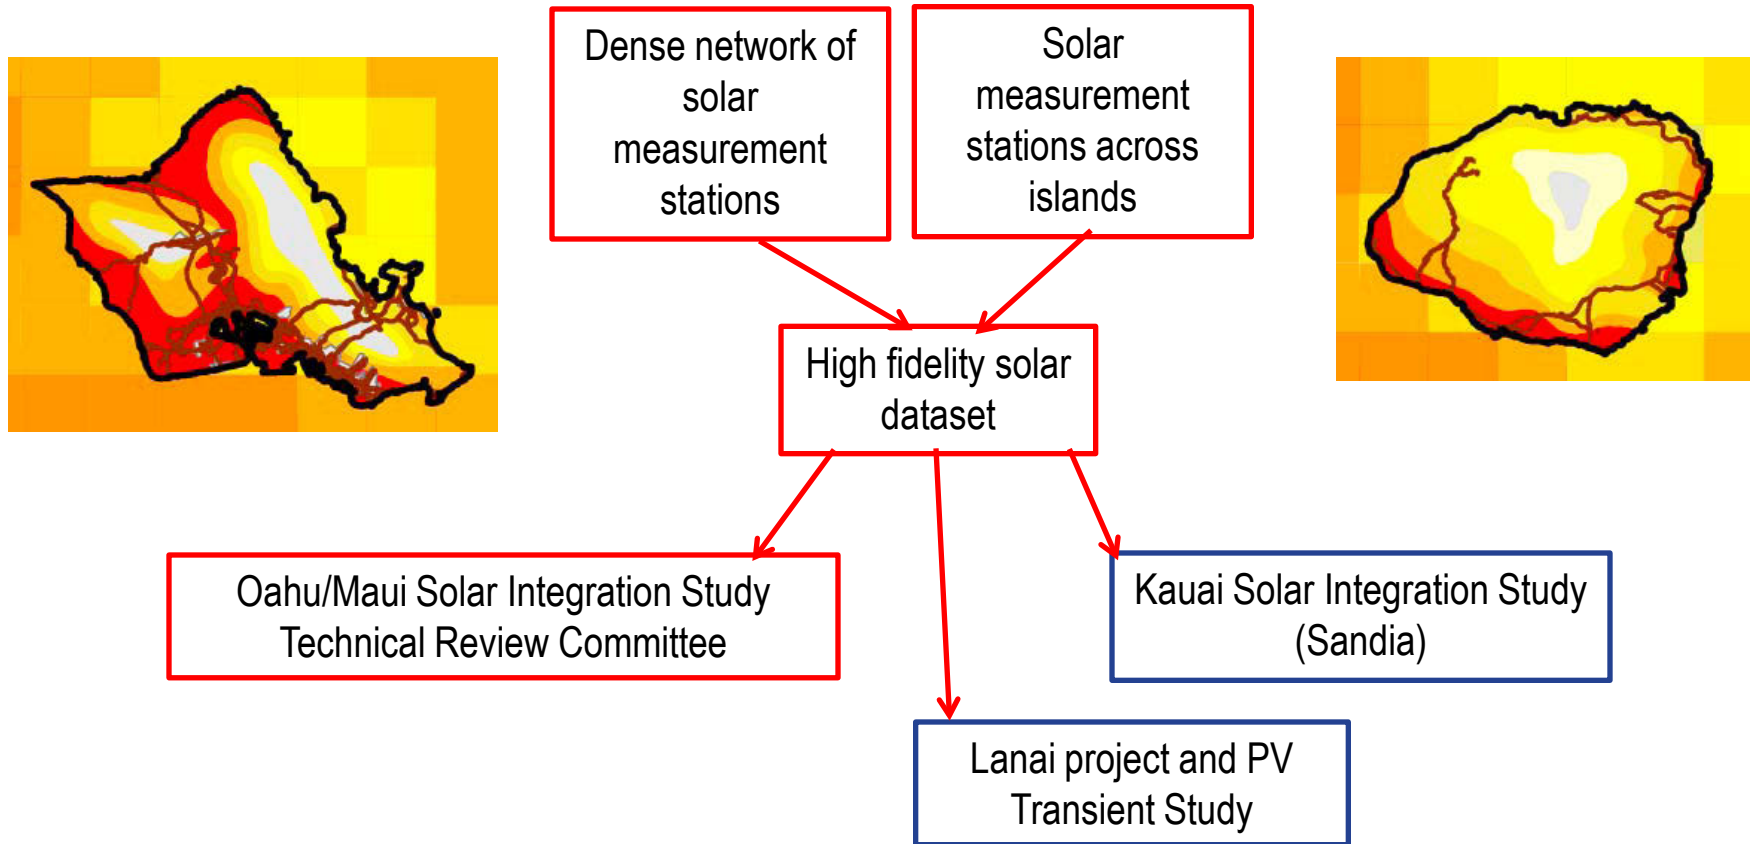 Dense network of
solar
measurement
stations
Solar
measurement
stations across
islands
High fidelity solar
dataset
Oahu/Maui Solar Integration Study
Technical Review Committee
Kauai Solar Integration Study
(Sandia)
Lanai project and PV
Transient Study